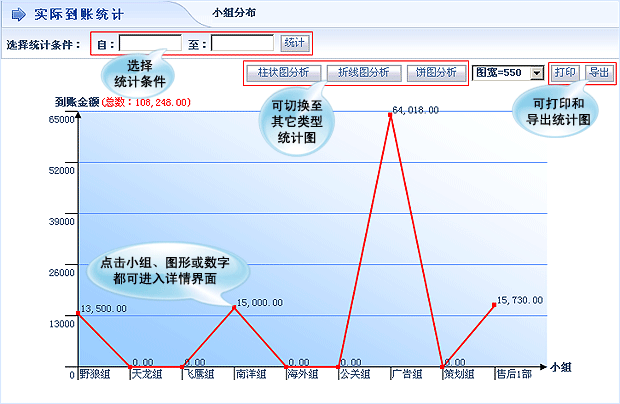 实际到账统计
小组分布
选择统计条件：
自：
至：
统计
选择
统计条件
柱状图分析
折线图分析
饼图分析
图宽=550
打印
导出
可切换至
其它类型
统计图
可打印和
导出统计图
到账金额(总数：108,248.00)
65000
52000
39000
26000
13000
0
64,018.00
点击小组、图形或数字
都可进入详情界面
13,500.00
15,000.00
15,730.00
0.00
0.00
0.00
0.00
0.00
野狼组
天龙组
飞鹰组
南洋组
海外组
公关组
广告组
策划组
售后1部
小组